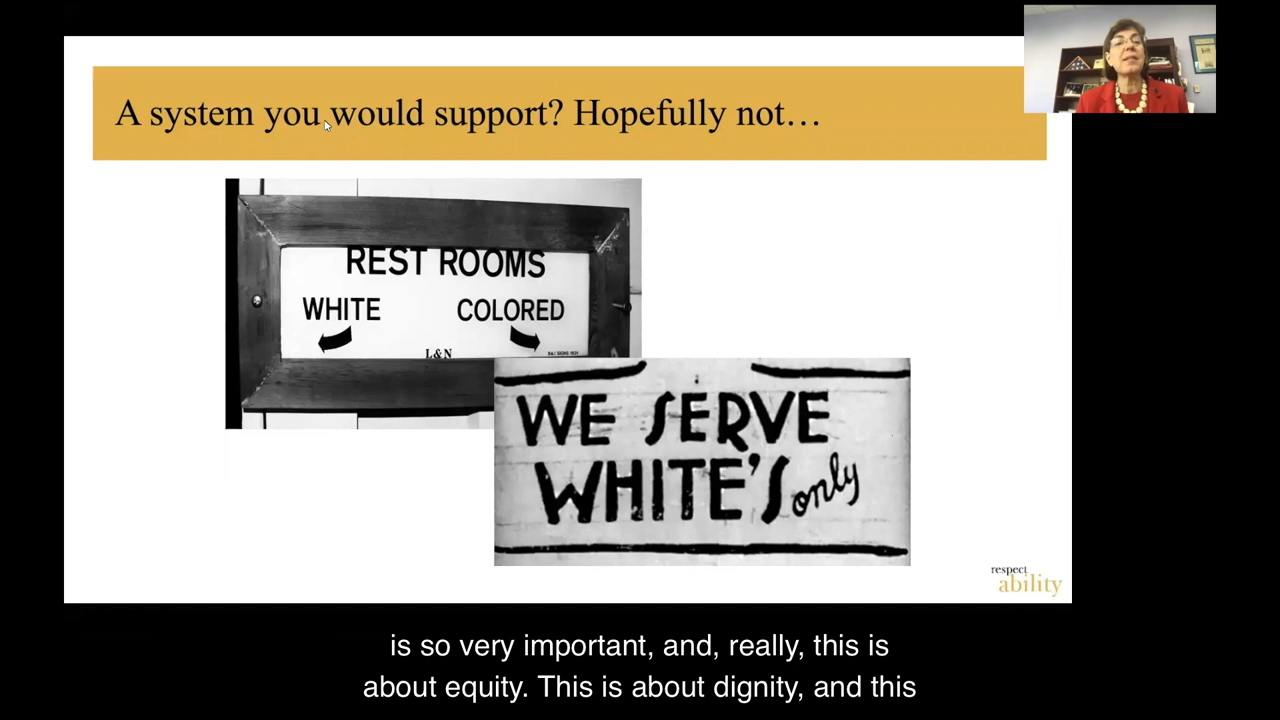 A system you would support? Hopefully not…
REST ROOMS
WHITE COLORED
L&N
WE SERVE
WHITE'S only
respect
ability
is so very important, and, really, this is
about equity. This is about dignity, and this